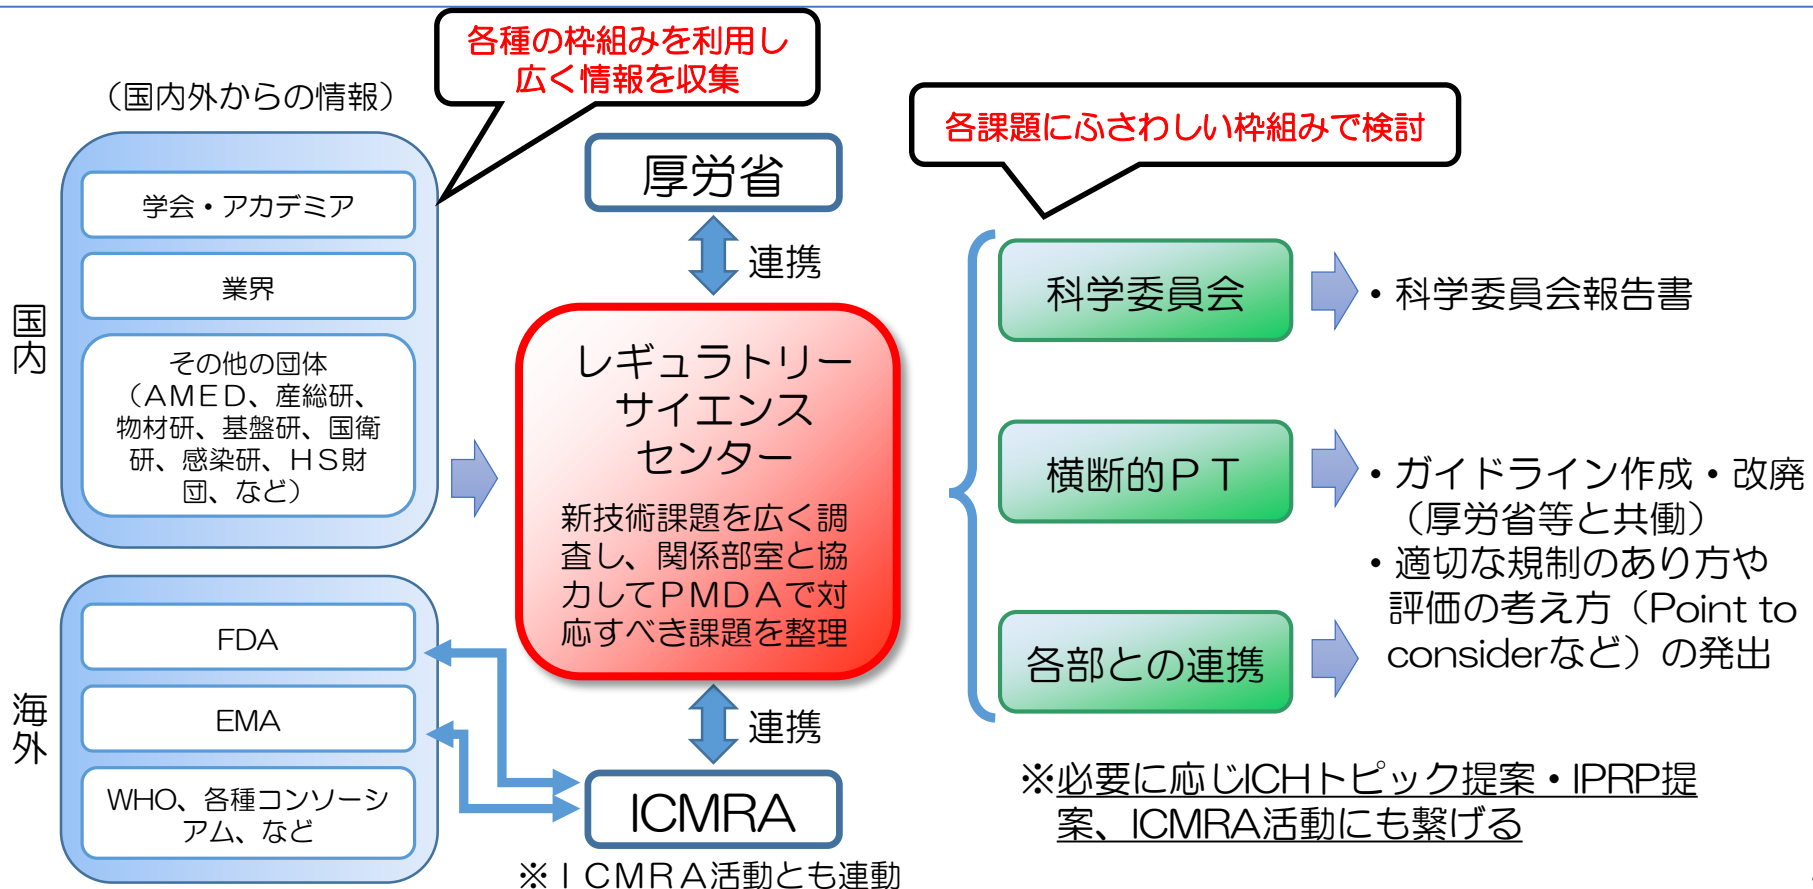 各種の枠組みを利用し
広く情報を収集
（国内外からの情報）
国内
学会・アカデミア
業界
その他の団体
（ＡＭＥＤ、産総研、
物材研、基盤研、国衛
研、感染研、ＨＳ財
団、など）
海外
FDA
EMA
WHO、各種コンソーシ
アム、など
厚労省
連携
レギュラトリー
サイエンス
センター
新技術課題を広く調
査し、関係部室と協
力してＰＭＤＡで対
応すべき課題を整理
連携
ICMRA
※ＩＣＭＲＡ活動とも連動
各課題にふさわしい枠組みで検討
科学委員会
・科学委員会報告書
横断的ＰＴ
・ガイドライン作成・改廃
（厚労省等と共働）
・適切な規制のあり方や
評価の考え方（Point to
considerなど）の発出
各部との連携
※必要に応じICHトピック提案・IPRP提
案、ICMRA活動にも繋げる